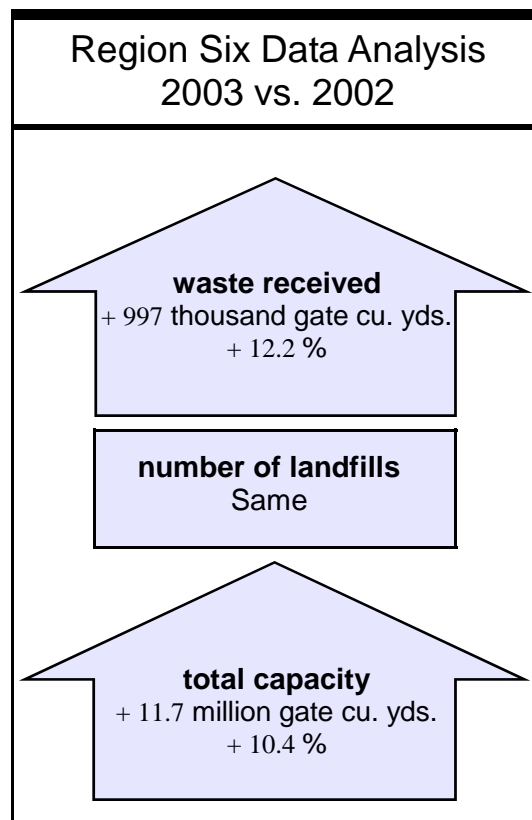 Region Six Data Analysis
2003 vs. 2002
waste received
+ 997 thousand gate cu. yds.
+ 12.2 %
number of landfills
Same
total capacity
+ 11.7 million gate cu. yds.
+ 10.4 %